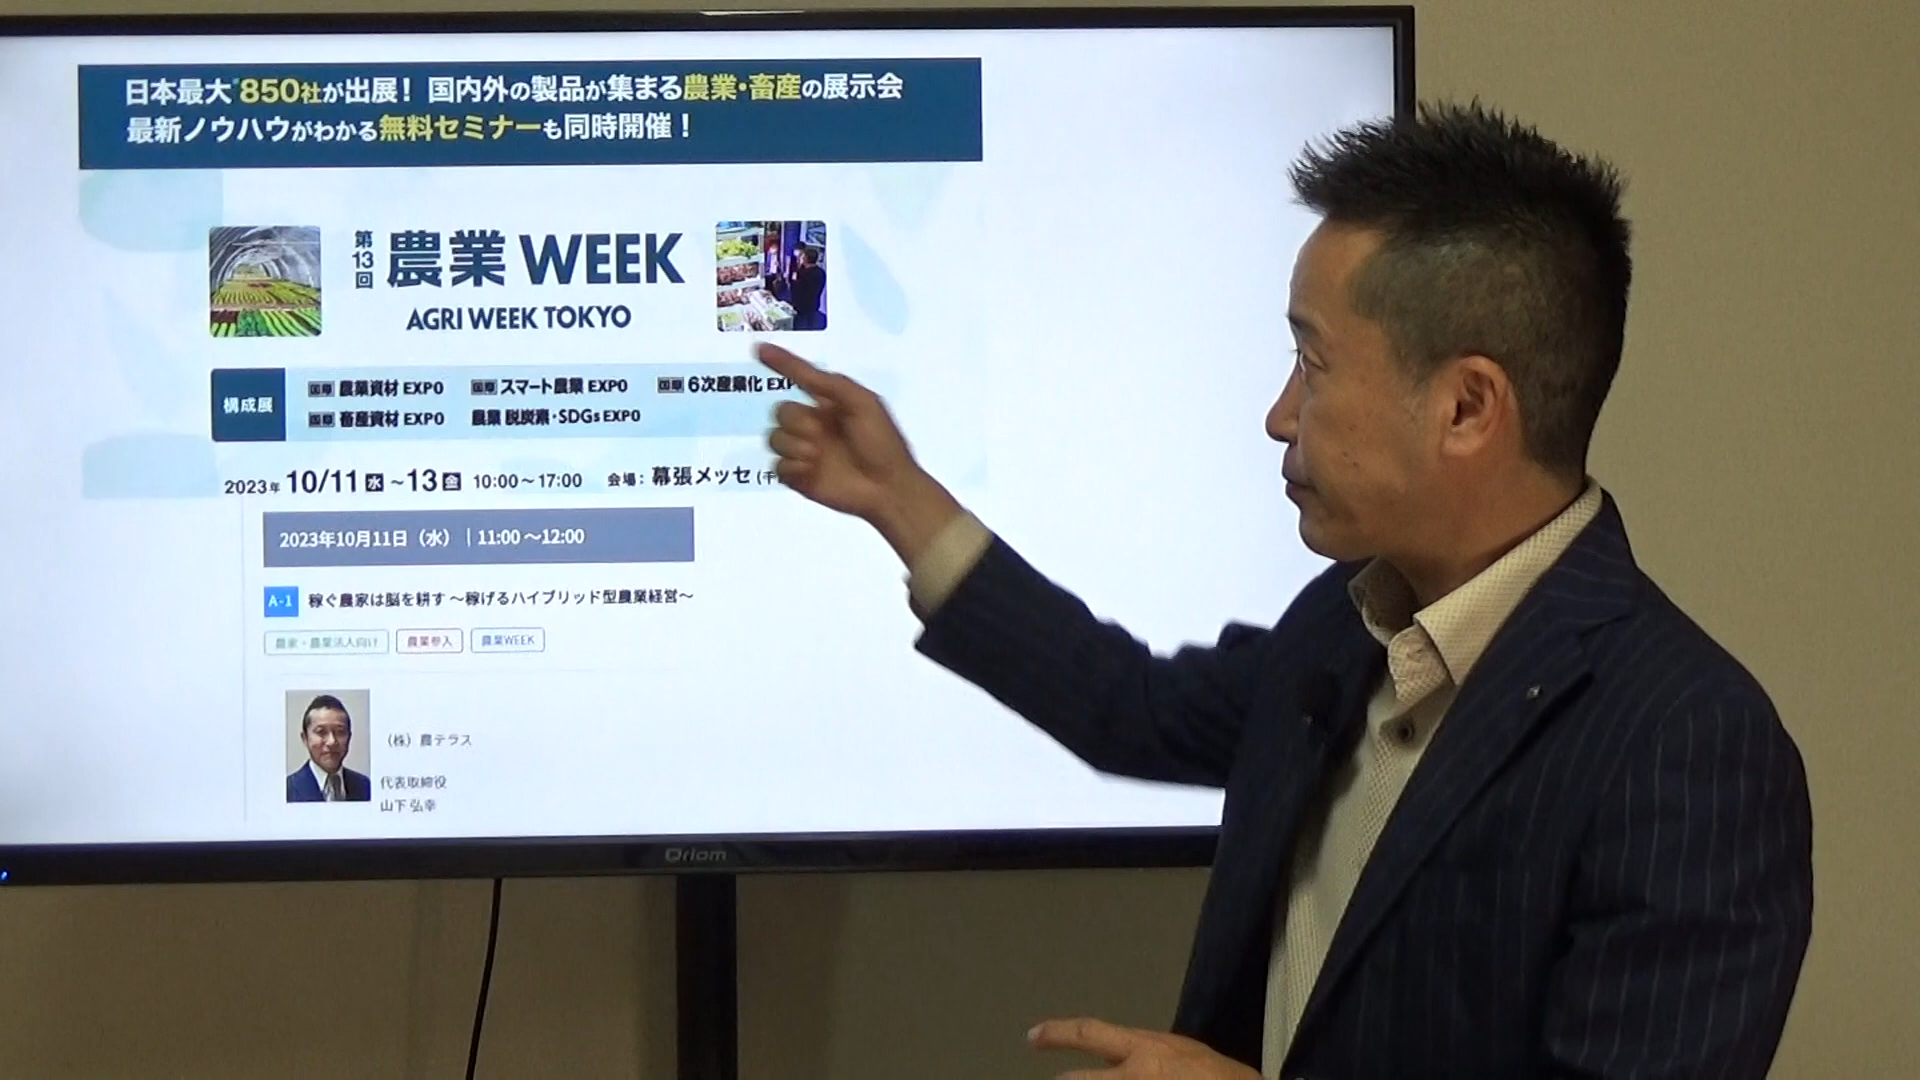 日本最大※850社が出展! 国内外の製品が集まる農業・畜産の展示会
最新ノウハウがわかる無料セミナーも同時開催!
第13回 農業 WEEK
AGRI WEEK TOKYO
構成展
国際 農業資材 EXPO 国際 スマート農業 EXPO 国際 6次産業化 EXP
国際 畜産資材 EXPO 農業 脱炭素・SDGs EXPO
2023年 10/11 水 ~13 金 10:00~17:00 会場: 幕張メッセ (千
2023年10月11日(水)|11:00 ~12:00
A-1 稼ぐ農家は脳を耕す ~稼げるハイブリッド型農業経営~
農家・農業法人向け 農業参入 農業WEEK
(株)農テラス
代表取締役
山下 弘幸
Qriom